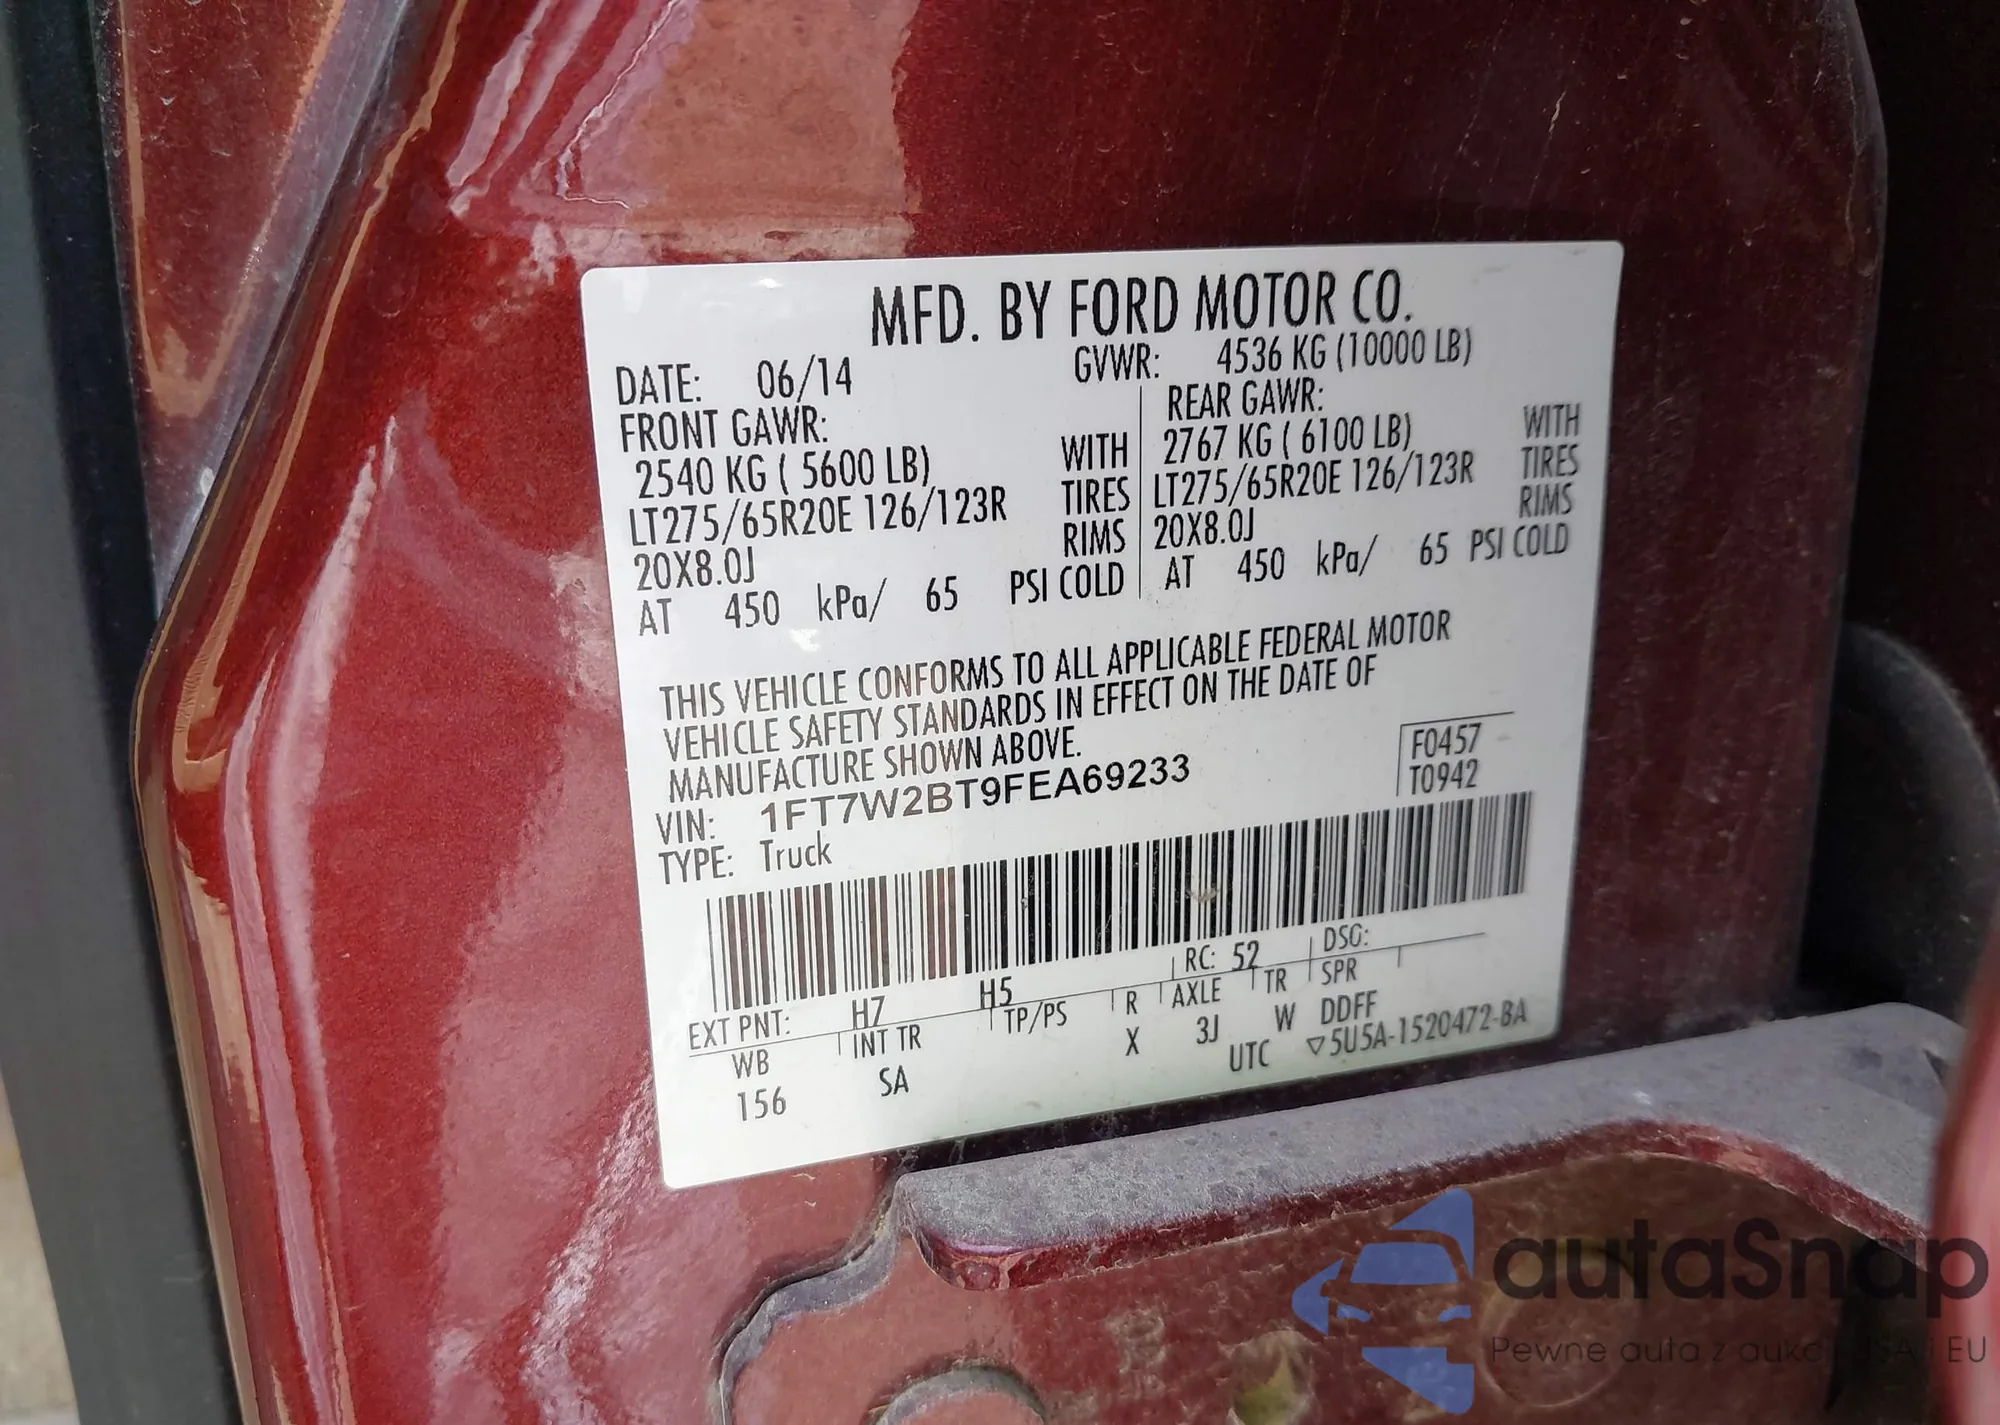 MFD. BY FORD MOTOR CO.
DATE: 06/14 GVWR: 4536 KG (10000 LB)
FRONT GAWR: REAR GAWR:
2540 KG ( 5600 LB) WITH 2767 KG ( 6100 LB) WITH
LT275/65R20E 126/123R TIRES LT275/65R20E 126/123R TIRES
20X8.0J RIMS 20X8.0J RIMS
AT 450 kPa/ 65 PSI COLD AT 450 kPa/ 65 PSI COLD
THIS VEHICLE CONFORMS TO ALL APPLICABLE FEDERAL MOTOR
VEHICLE SAFETY STANDARDS IN EFFECT ON THE DATE OF
MANUFACTURE SHOWN ABOVE.
F0457
T0942
VIN: 1FT7W2BT9FEA69233
TYPE: Truck
EXT PNT: H7 H5 RC: 52 DSO:
WB INT TR TP/PS R AXLE TR SPR
156 SA X 3J W DDFF
UTC ▽5U5A-1520472-BA
autaSnap
Pewne auta z aukcji USA i EU